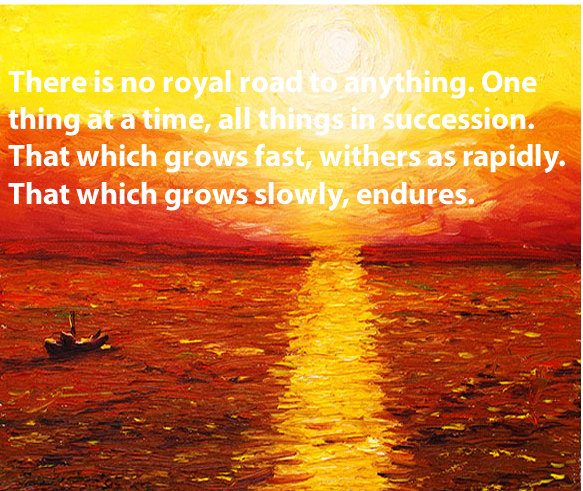 There is no royal road to anything. One
thing at a time, all things in succession.
That which grows fast, withers as rapidly.
That which grows slowly, endures.